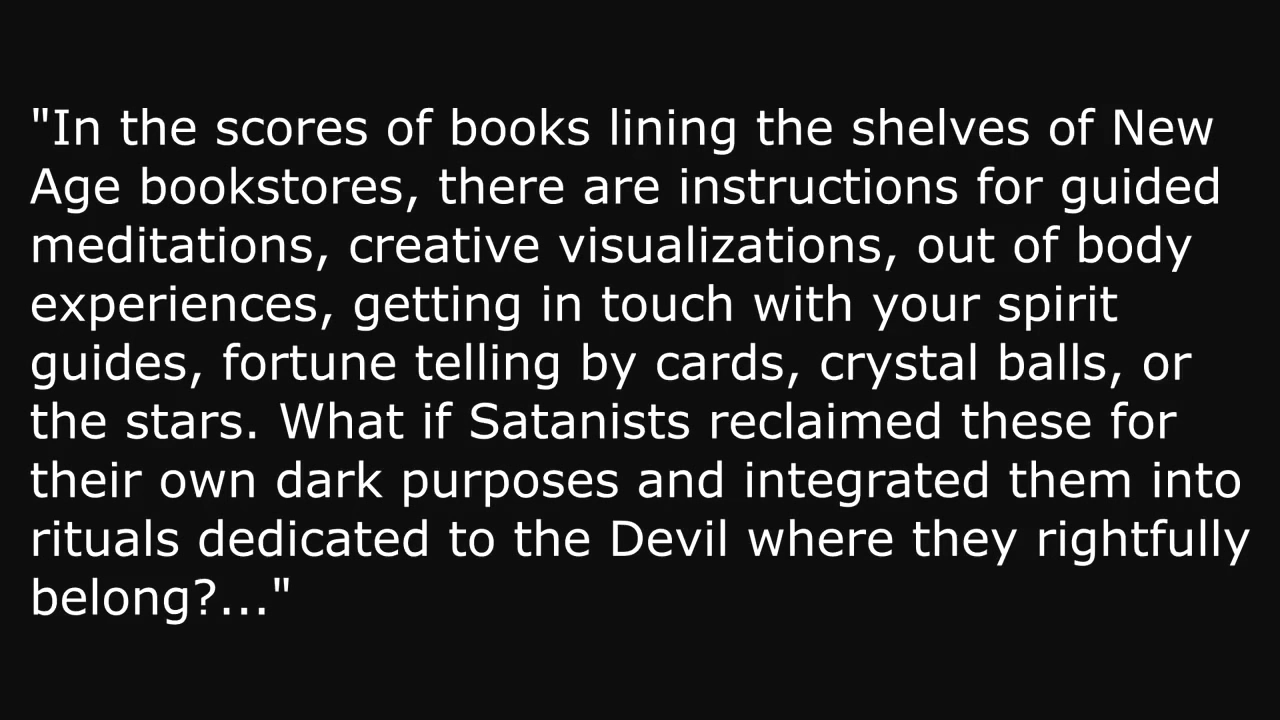 "In the scores of books lining the shelves of New
Age bookstores, there are instructions for guided
meditations, creative visualizations, out of body
experiences, getting in touch with your spirit
guides, fortune telling by cards, crystal balls, or
the stars. What if Satanists reclaimed these for
their own dark purposes and integrated them into
rituals dedicated to the Devil where they rightfully
belong?..."